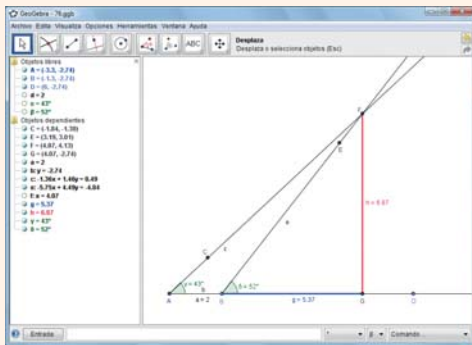 GeoGebra - 76.ggb
Archivo Edita Visualiza Opciones Herramientas Ventana Ayuda
ABC
Desplaza
Desplaza o selecciona objetos (Esc)
Objetos libres
A = (-3.3, -2.74)
B = (-1.3, -2.74)
D = (6, -2.74)
d = 2
α = 43°
β = 52°
Objetos dependientes
C = (-1.84, -1.38)
E = (3.19, 3.01)
F = (4.07, 4.13)
G = (4.07, -2.74)
a = 2
b: y = -2.74
c: -1.36x + 1.46y = 0.49
e: -5.75x + 4.49y = -4.84
f: x = 4.07
g = 5.37
h = 6.87
γ = 43°
δ = 52°
F
E
h = 6.87
e
C
c
γ = 43°
δ = 52°
b
A
a = 2
B
g = 5.37
G
D
Entrada:
°
β
Comando...